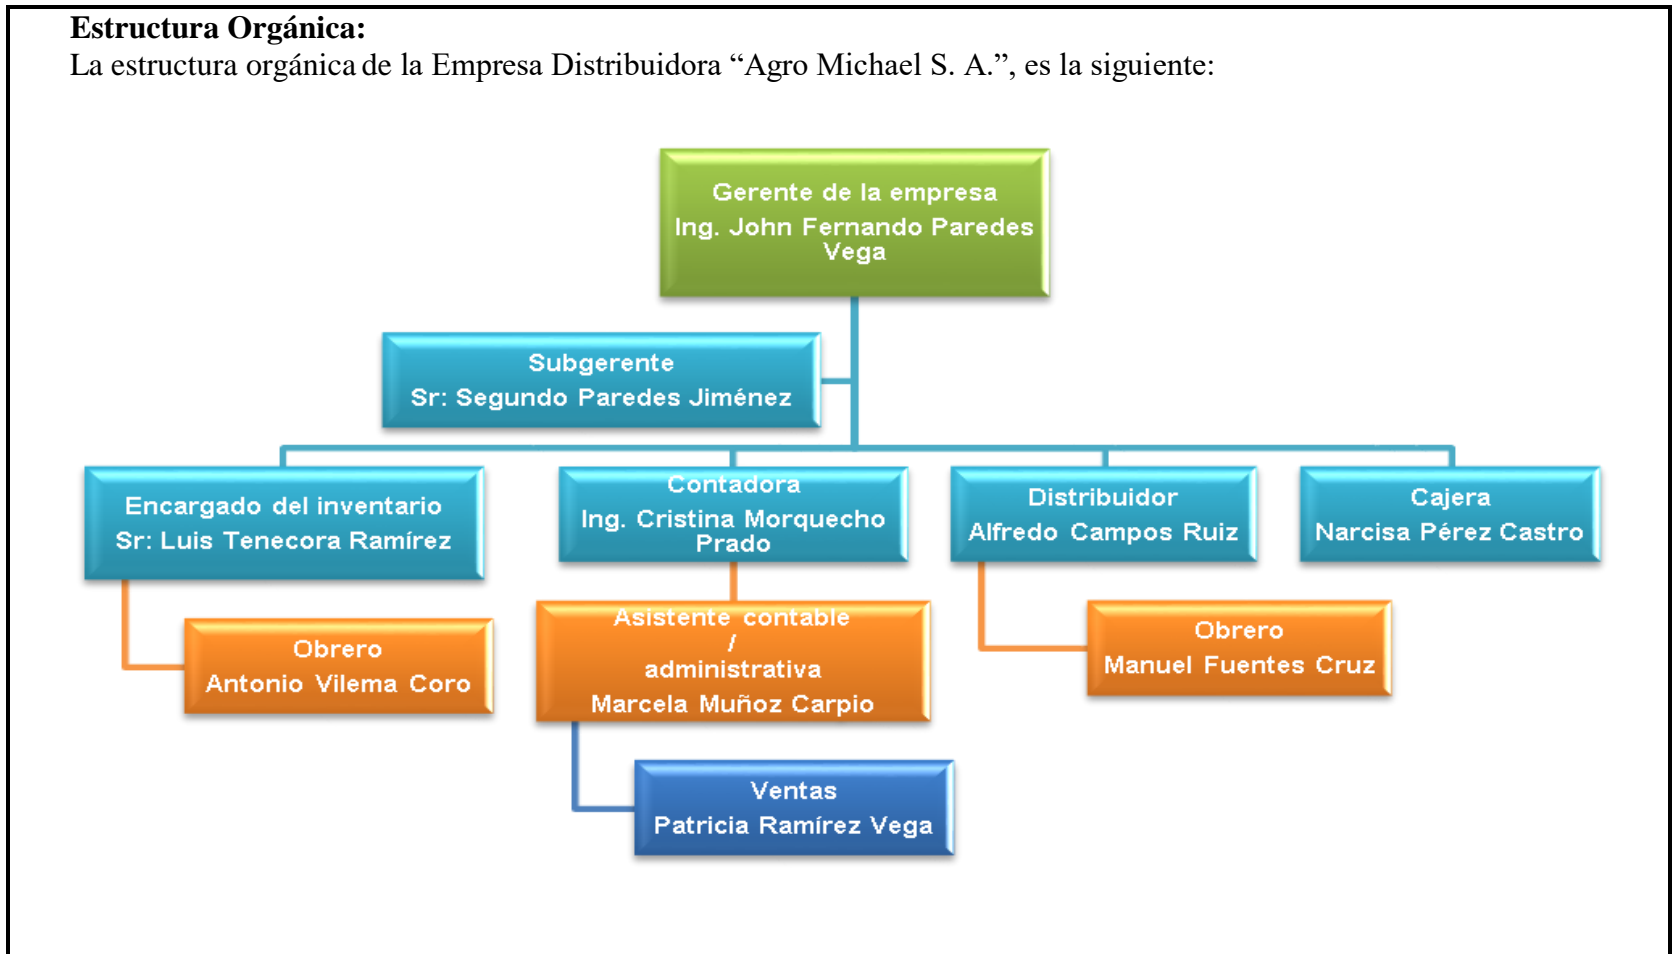 Estructura Orgánica:
La estructura orgánica de la Empresa Distribuidora “Agro Michael S. A.”, es la siguiente:
Gerente de la empresa
Ing. John Fernando Paredes
Vega
Subgerente
Sr: Segundo Paredes Jiménez
Encargado del inventario
Sr: Luis Tenecora Ramírez
Contadora
Ing. Cristina Morquecho
Prado
Distribuidor
Alfredo Campos Ruiz
Cajera
Narcisa Pérez Castro
Obrero
Antonio Vilema Coro
Asistente contable
/
administrativa
Marcela Muñoz Carpio
Obrero
Manuel Fuentes Cruz
Ventas
Patricia Ramírez Vega